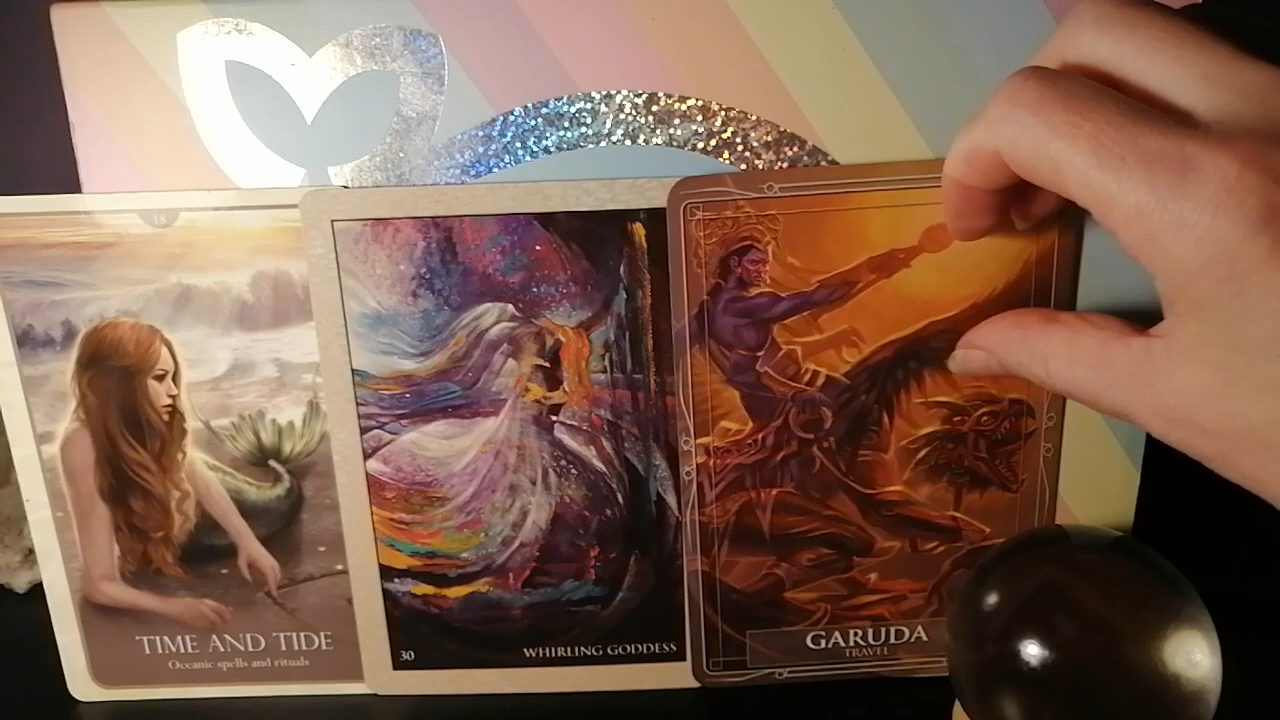 18
TIME AND TIDE
Oceanic spells and rituals
30
WHIRLING GODDESS
GARUDA
TRAVEL